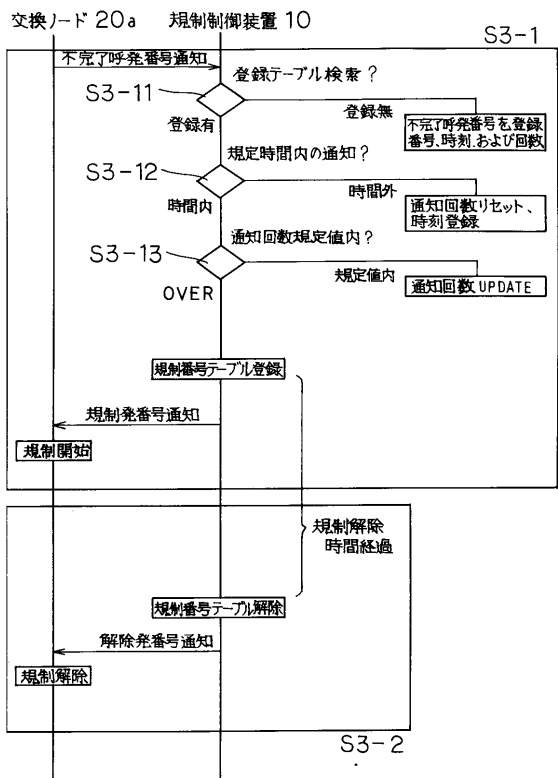 交換ノード 20a 規制制御装置 10
S3-1
不完了呼発番号通知
登録テーブル検索?
S3-11
登録無
登録有
不完了呼発番号を登録
番号、時刻.および回数
規定時間内の通知?
S3-12
時間外
時間内
通知回数リセット、
時刻登録
通知回数規定値内?
S3-13
規定値内
OVER
通知回数 UPDATE
規制番号テーブル登録
規制発番号通知
規制開始
規制解除
時間経過
規制番号テーブル解除
解除発番号通知
規制解除
S3-2